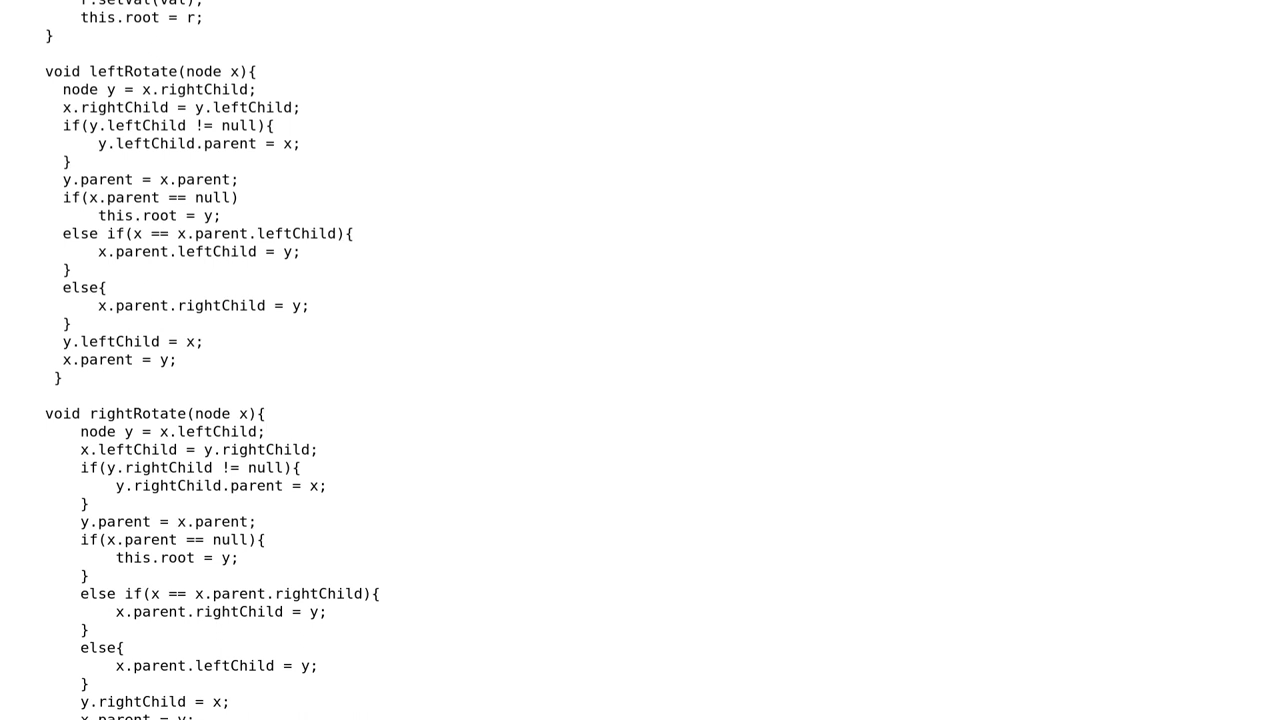 r.setVal(val);
this.root = r;
}
void leftRotate(node x){
node y = x.rightChild;
x.rightChild = y.leftChild;
if(y.leftChild != null){
y.leftChild.parent = x;
}
y.parent = x.parent;
if(x.parent == null)
this.root = y;
else if(x == x.parent.leftChild){
x.parent.leftChild = y;
}
else{
x.parent.rightChild = y;
}
y.leftChild = x;
x.parent = y;
}
void rightRotate(node x){
node y = x.leftChild;
x.leftChild = y.rightChild;
if(y.rightChild != null){
y.rightChild.parent = x;
}
y.parent = x.parent;
if(x.parent == null){
this.root = y;
}
else if(x == x.parent.rightChild){
x.parent.rightChild = y;
}
else{
x.parent.leftChild = y;
}
y.rightChild = x;
x.parent = y;